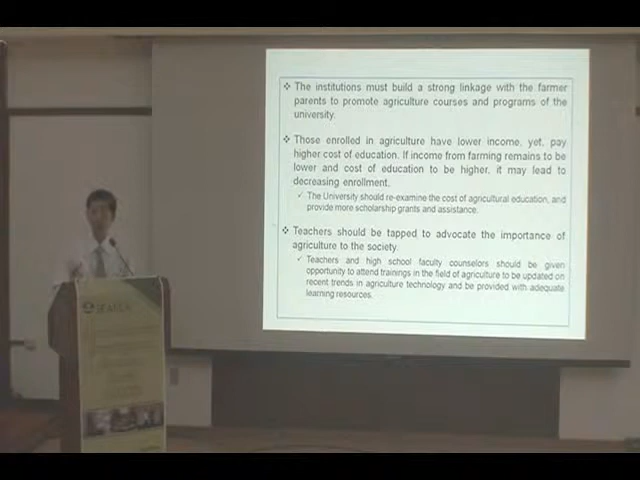 ❖ The institutions must build a strong linkage with the farmer
parents to promote agriculture courses and programs of the
university.
❖ Those enrolled in agriculture have lower income, yet, pay
higher cost of education. If income from farming remains to be
lower and cost of education to be higher, it may lead to
decreasing enrollment.
✓ The University should re-examine the cost of agricultural education, and
provide more scholarship grants and assistance.
❖ Teachers should be tapped to advocate the importance of
agriculture to the society.
✓ Teachers and high school faculty counselors should be given
opportunity to attend trainings in the field of agriculture to be updated on
recent trends in agriculture technology and be provided with adequate
learning resources.